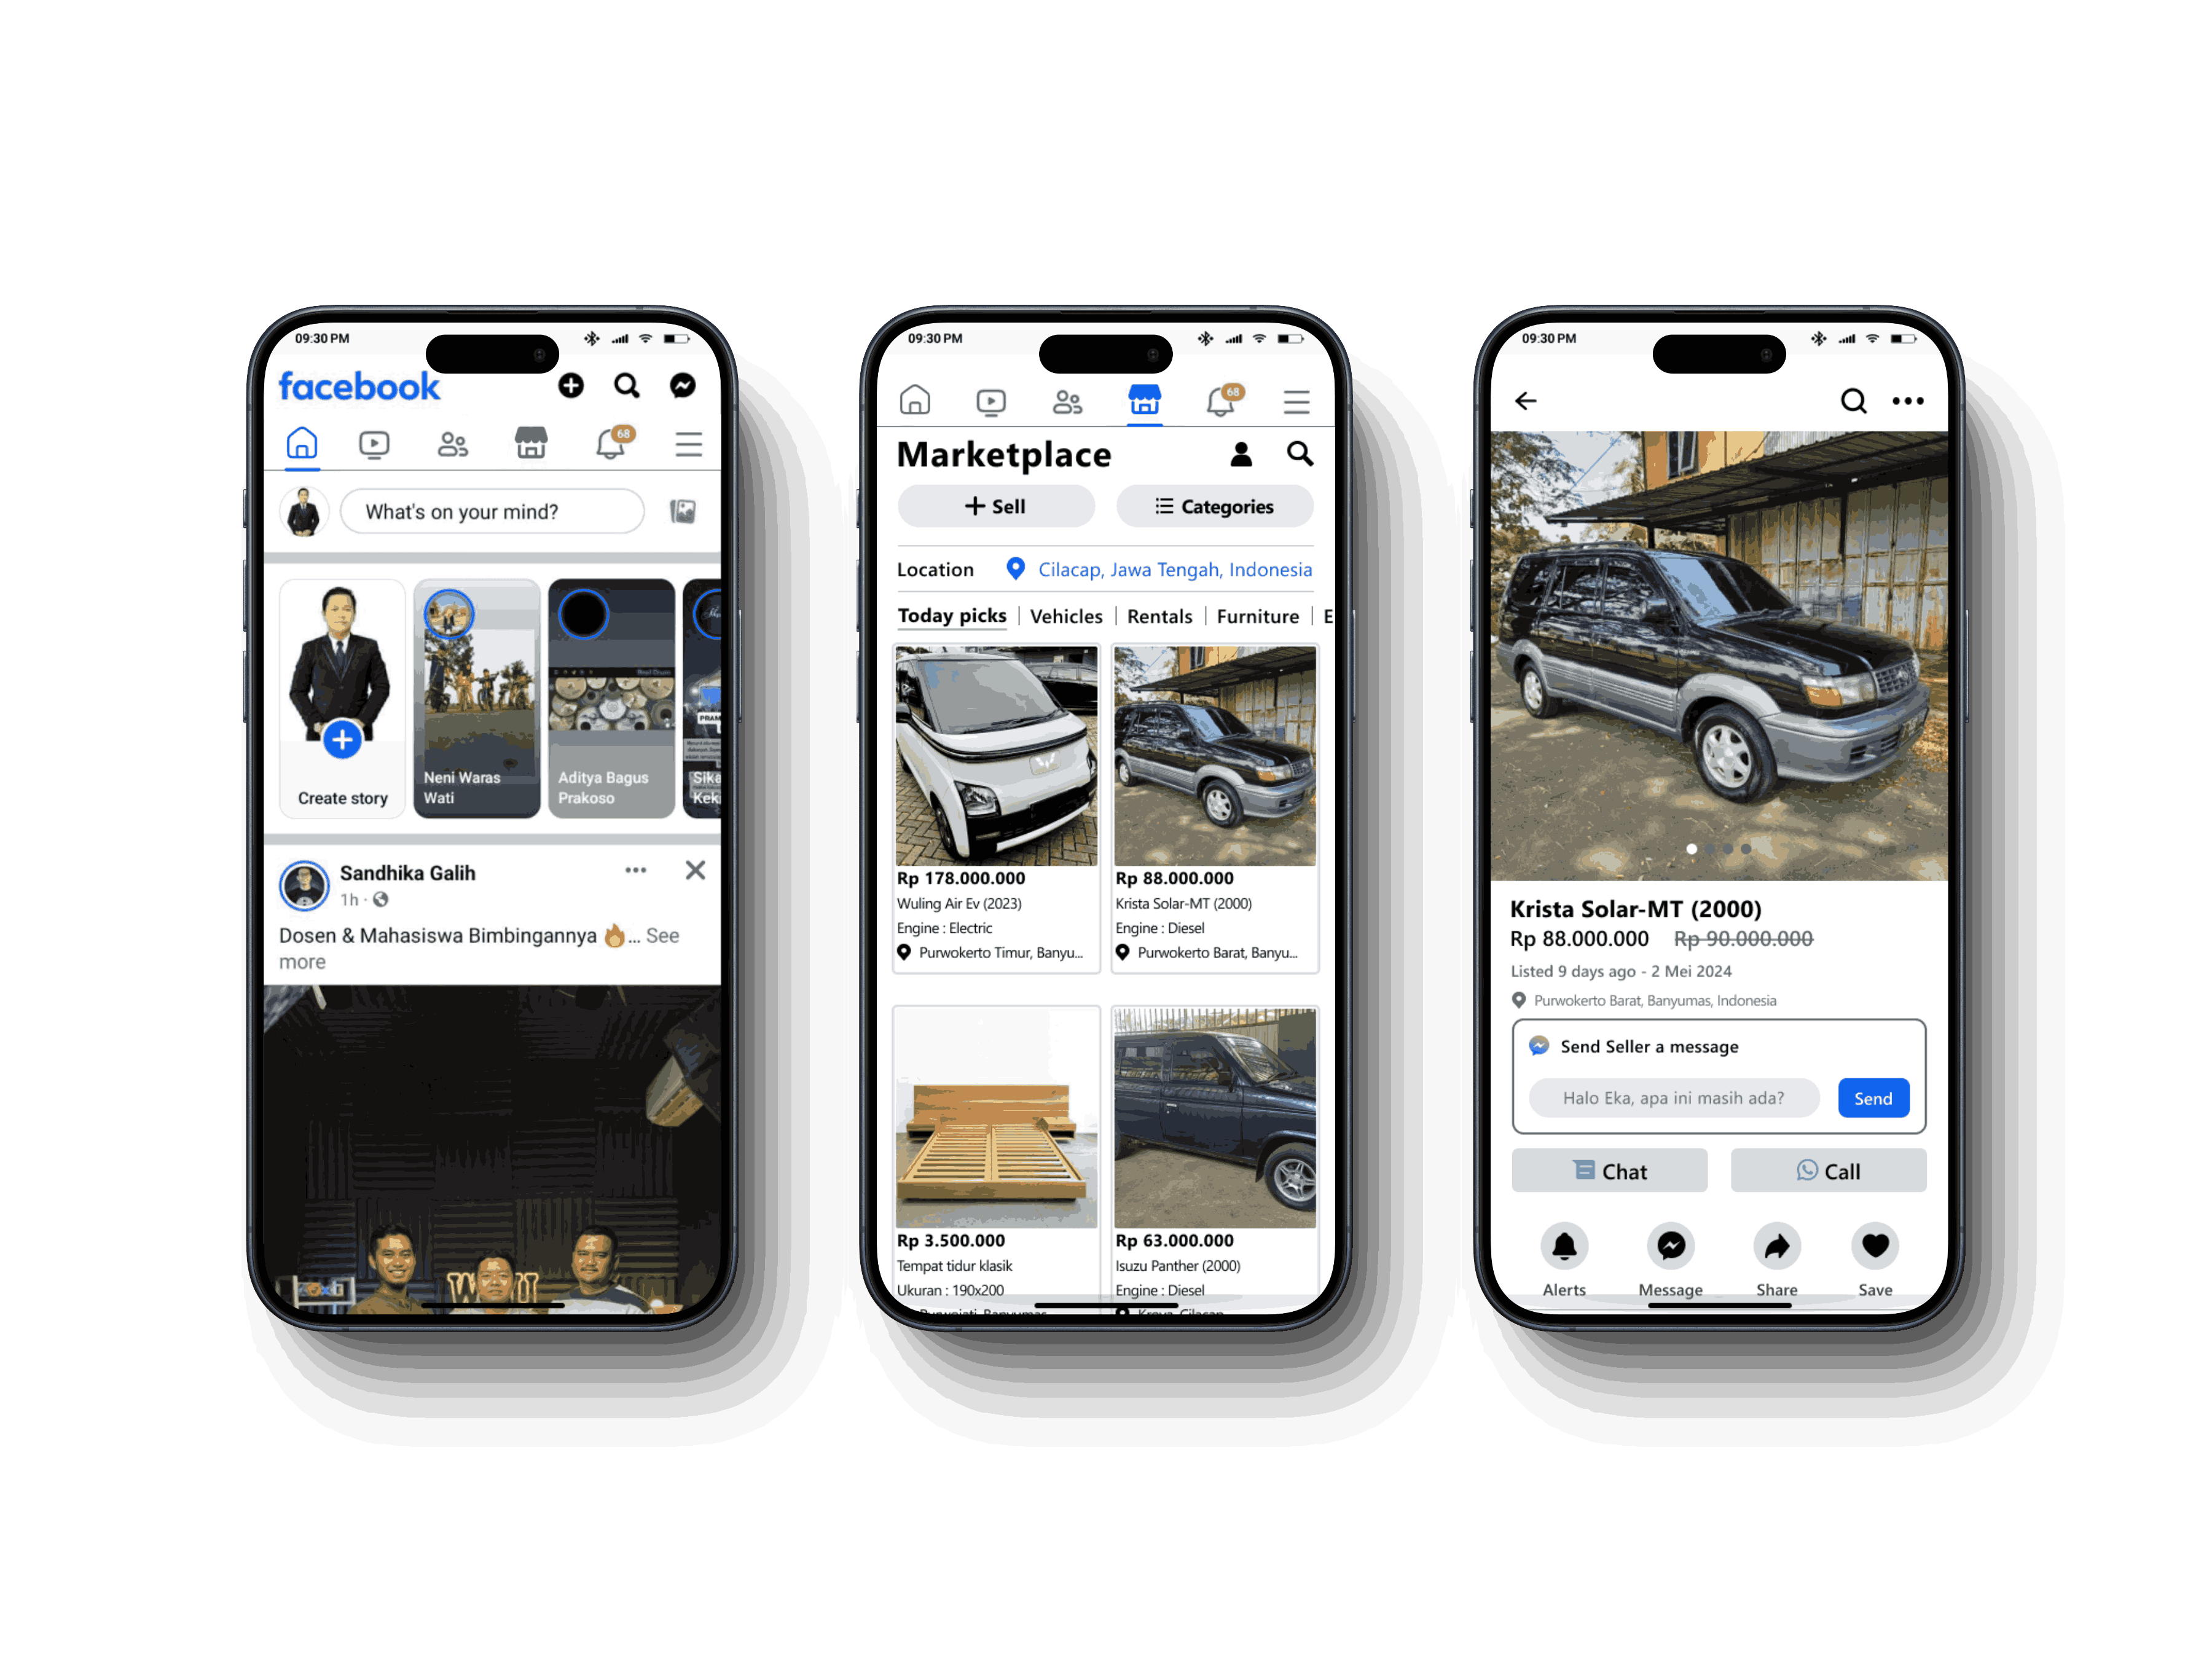 09:30 PM
facebook
68
What's on your mind?
Create story
Neni Waras
Wati
Aditya Bagus
Prakoso
Sika
Kek
Sandhika Galih
1h ·
Dosen & Mahasiswa Bimbingannya 🔥... See
more
09:30 PM
68
Marketplace
+ Sell
Categories
Location
Cilacap, Jawa Tengah, Indonesia
Today picks | Vehicles | Rentals | Furniture | E
Rp 178.000.000
Wuling Air Ev (2023)
Engine : Electric
Purwokerto Timur, Banyu...
Rp 88.000.000
Krista Solar-MT (2000)
Engine : Diesel
Purwokerto Barat, Banyu...
Rp 3.500.000
Tempat tidur klasik
Ukuran : 190x200
Purwojati, Banyumas
Rp 63.000.000
Isuzu Panther (2000)
Engine : Diesel
Kroya, Cilacap
09:30 PM
Krista Solar-MT (2000)
Rp 88.000.000 Rp 90.000.000
Listed 9 days ago - 2 Mei 2024
Purwokerto Barat, Banyumas, Indonesia
Send Seller a message
Halo Eka, apa ini masih ada?
Send
Chat
Call
Alerts
Message
Share
Save